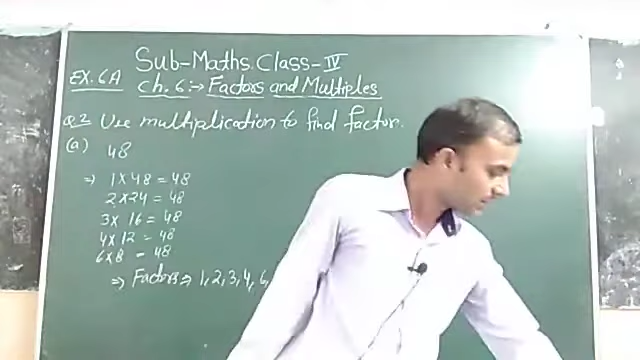 Sub-Maths. Class-IV
EX. 6A
Ch. 6:→ Factors and Multiples
Q.2 Use multiplication to find factor.
(a) 48
⇒ 1 × 48 = 48
2 × 24 = 48
3 × 16 = 48
4 × 12 = 48
6 × 8 = 48
⇒ Factors ⇒ 1, 2, 3, 4, 6,